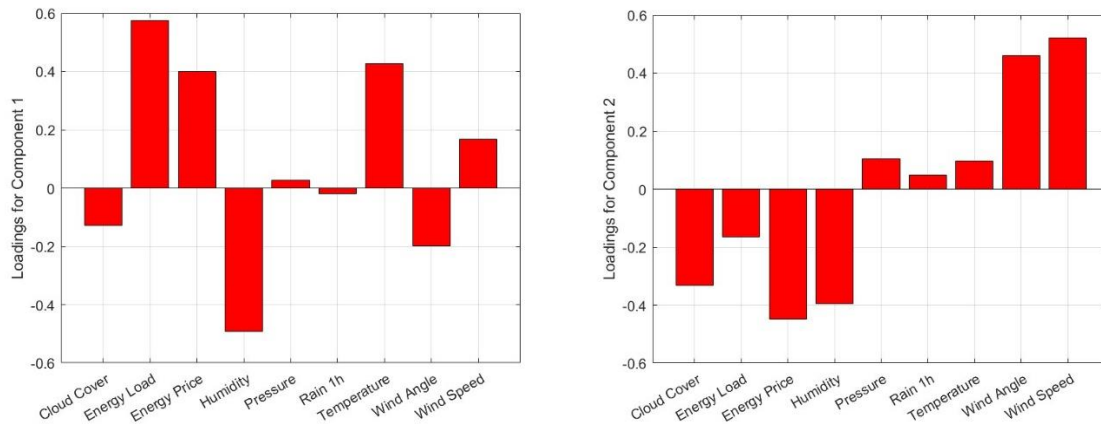 Loadings for Component 1
0.6
0.4
0.2
0
-0.2
-0.4
-0.6
Cloud Cover
Energy Load
Energy Price
Humidity
Pressure
Rain 1h
Temperature
Wind Angle
Wind Speed
Loadings for Component 2
0.6
0.4
0.2
0
-0.2
-0.4
-0.6
Cloud Cover
Energy Load
Energy Price
Humidity
Pressure
Rain 1h
Temperature
Wind Angle
Wind Speed